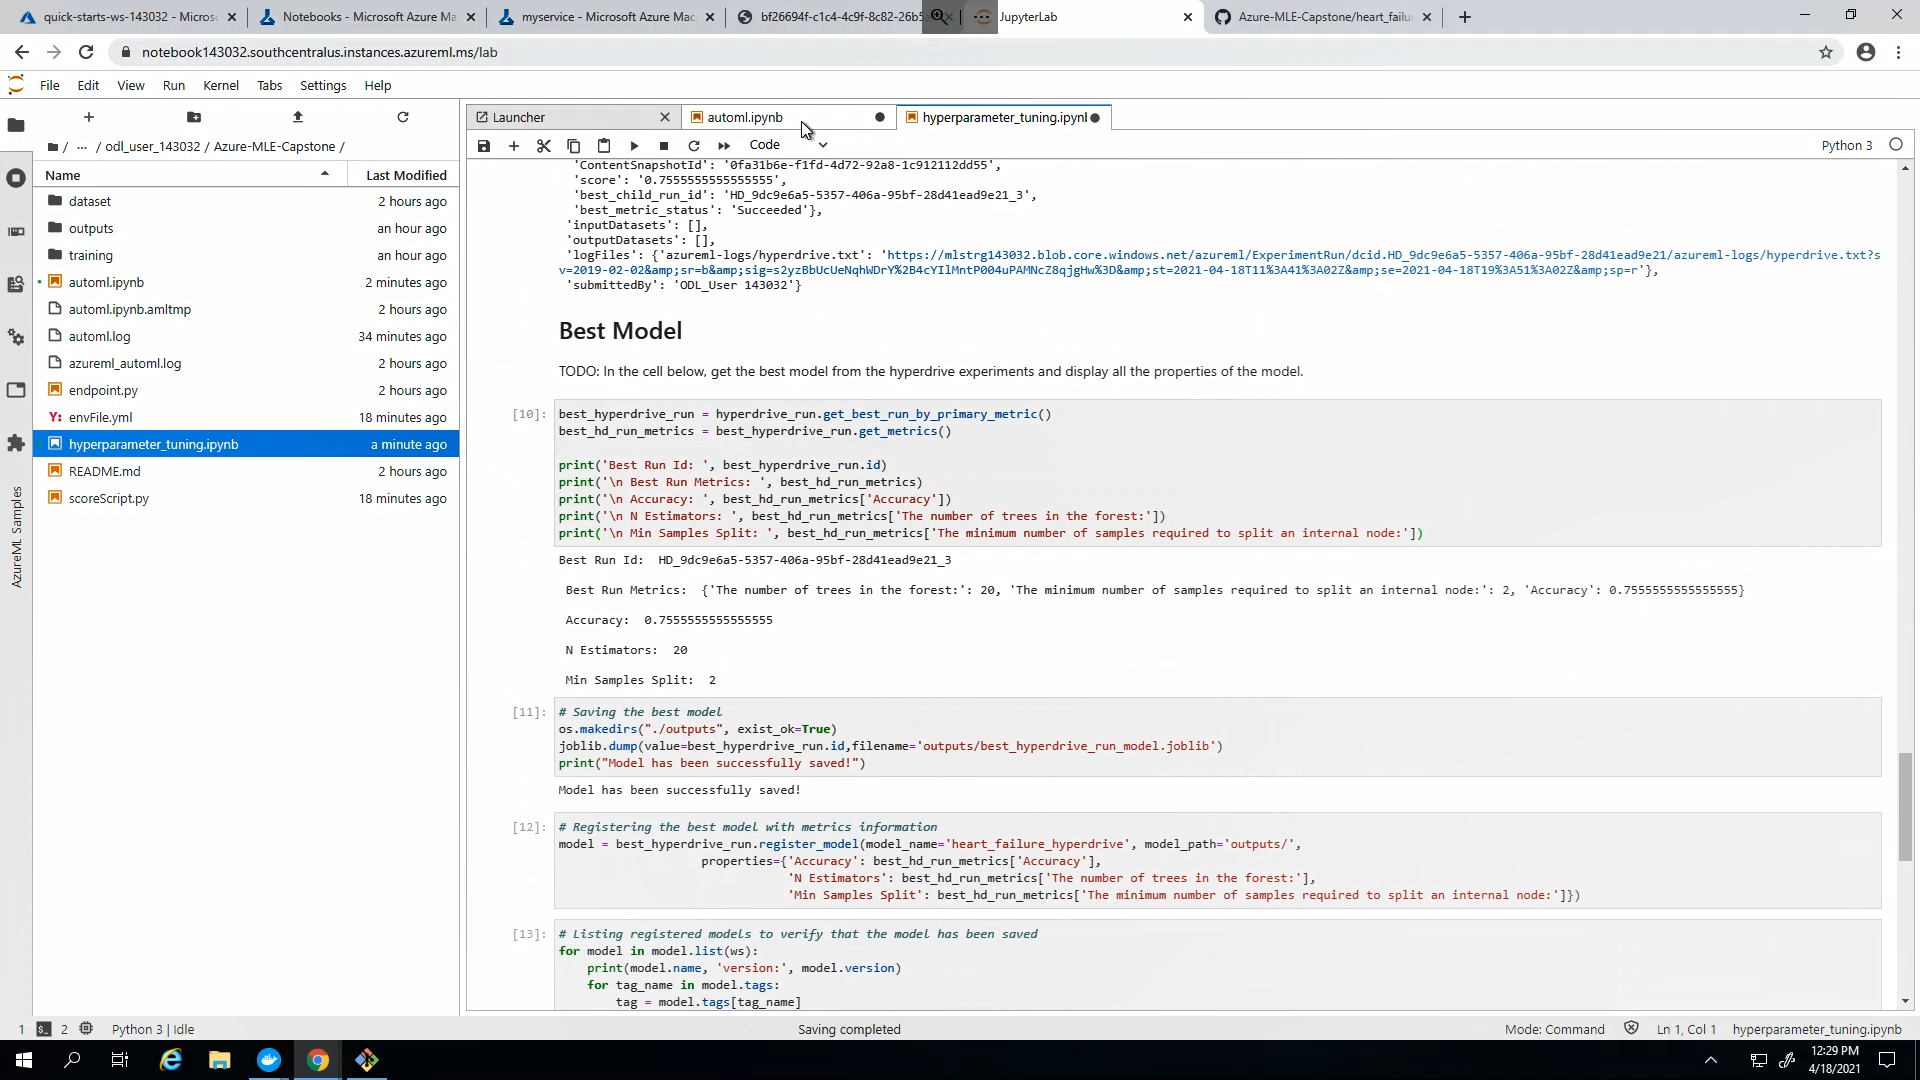 quick-starts-ws-143032 - Micros
Notebooks - Microsoft Azure Ma
myservice - Microsoft Azure Mac
bf26694f-c1c4-4c9f-8c82-26b5a
JupyterLab
Azure-MLE-Capstone/heart_failu
notebook143032.southcentralus.instances.azureml.ms/lab
File Edit View Run Kernel Tabs Settings Help
Launcher
automl.ipynb
hyperparameter_tuning.ipynl
/ ··· / odl_user_143032 / Azure-MLE-Capstone /
Code
Python 3
Name Last Modified
dataset 2 hours ago
outputs an hour ago
training an hour ago
automl.ipynb 2 minutes ago
automl.ipynb.amltmp 2 hours ago
automl.log 34 minutes ago
azureml_automl.log 2 hours ago
endpoint.py 2 hours ago
Y: envFile.yml 18 minutes ago
hyperparameter_tuning.ipynb a minute ago
README.md 2 hours ago
scoreScript.py 18 minutes ago
AzureML Samples
'ContentSnapshotId': '0fa31b6e-f1fd-4d72-92a8-1c912112dd55',
'score': '0.7555555555555555',
'best_child_run_id': 'HD_9dc9e6a5-5357-406a-95bf-28d41ead9e21_3',
'best_metric_status': 'Succeeded'},
'inputDatasets': [],
'outputDatasets': [],
'logFiles': {'azureml-logs/hyperdrive.txt': 'https://mlstrg143032.blob.core.windows.net/azureml/ExperimentRun/dcid.HD_9dc9e6a5-5357-406a-95bf-28d41ead9e21/azureml-logs/hyperdrive.txt?s
v=2019-02-02&amp;sr=b&amp;sig=s2yzBbUcUeNqhWDrY%2B4cYIlMntP004uPAMNcZ8qjgHw%3D&amp;st=2021-04-18T11%3A41%3A02Z&amp;se=2021-04-18T19%3A51%3A02Z&amp;sp=r'},
'submittedBy': 'ODL_User 143032'}
Best Model
TODO: In the cell below, get the best model from the hyperdrive experiments and display all the properties of the model.
[10]: best_hyperdrive_run = hyperdrive_run.get_best_run_by_primary_metric()
best_hd_run_metrics = best_hyperdrive_run.get_metrics()
print('Best Run Id: ', best_hyperdrive_run.id)
print('\n Best Run Metrics: ', best_hd_run_metrics)
print('\n Accuracy: ', best_hd_run_metrics['Accuracy'])
print('\n N Estimators: ', best_hd_run_metrics['The number of trees in the forest:'])
print('\n Min Samples Split: ', best_hd_run_metrics['The minimum number of samples required to split an internal node:'])
Best Run Id: HD_9dc9e6a5-5357-406a-95bf-28d41ead9e21_3
Best Run Metrics: {'The number of trees in the forest:': 20, 'The minimum number of samples required to split an internal node:': 2, 'Accuracy': 0.7555555555555555}
Accuracy: 0.7555555555555555
N Estimators: 20
Min Samples Split: 2
[11]: # Saving the best model
os.makedirs("./outputs", exist_ok=True)
joblib.dump(value=best_hyperdrive_run.id,filename='outputs/best_hyperdrive_run_model.joblib')
print("Model has been successfully saved!")
Model has been successfully saved!
[12]: # Registering the best model with metrics information
model = best_hyperdrive_run.register_model(model_name='heart_failure_hyperdrive', model_path='outputs/',
properties={'Accuracy': best_hd_run_metrics['Accuracy'],
'N Estimators': best_hd_run_metrics['The number of trees in the forest:'],
'Min Samples Split': best_hd_run_metrics['The minimum number of samples required to split an internal node:']})
[13]: # Listing registered models to verify that the model has been saved
for model in model.list(ws):
print(model.name, 'version:', model.version)
for tag_name in model.tags:
tag = model.tags[tag_name]
1 2 Python 3 | Idle
Saving completed
Mode: Command Ln 1, Col 1 hyperparameter_tuning.ipynb
12:29 PM
4/18/2021